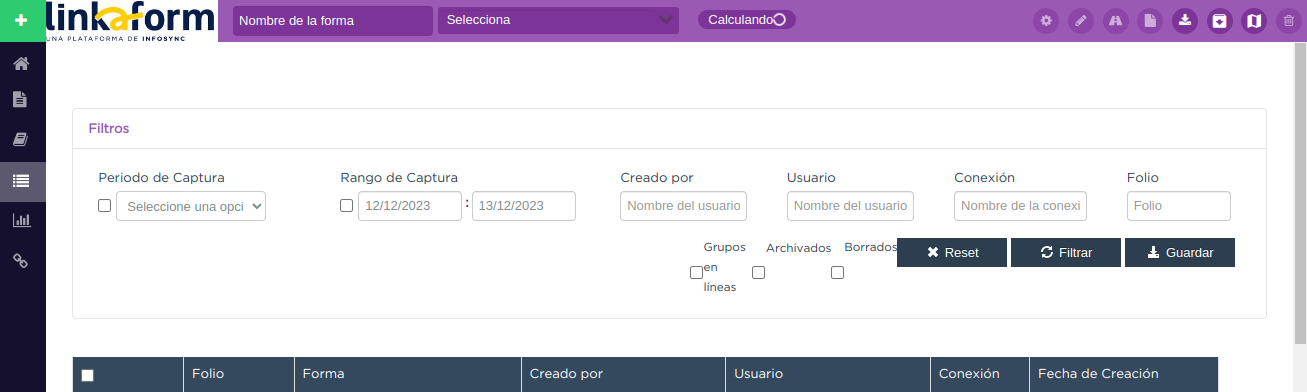 linkaform
UNA PLATAFORMA DE INFOSYNC
Nombre de la forma
Selecciona
Calculando
Filtros
Periodo de Captura
Rango de Captura
Creado por
Usuario
Conexión
Folio
Seleccione una opci
12/12/2023 : 13/12/2023
Nombre del usuario
Nombre del usuario
Nombre de la conexi
Folio
Grupos
en
líneas
Archivados
Borrados
Reset
Filtrar
Guardar
Folio
Forma
Creado por
Usuario
Conexión
Fecha de Creación